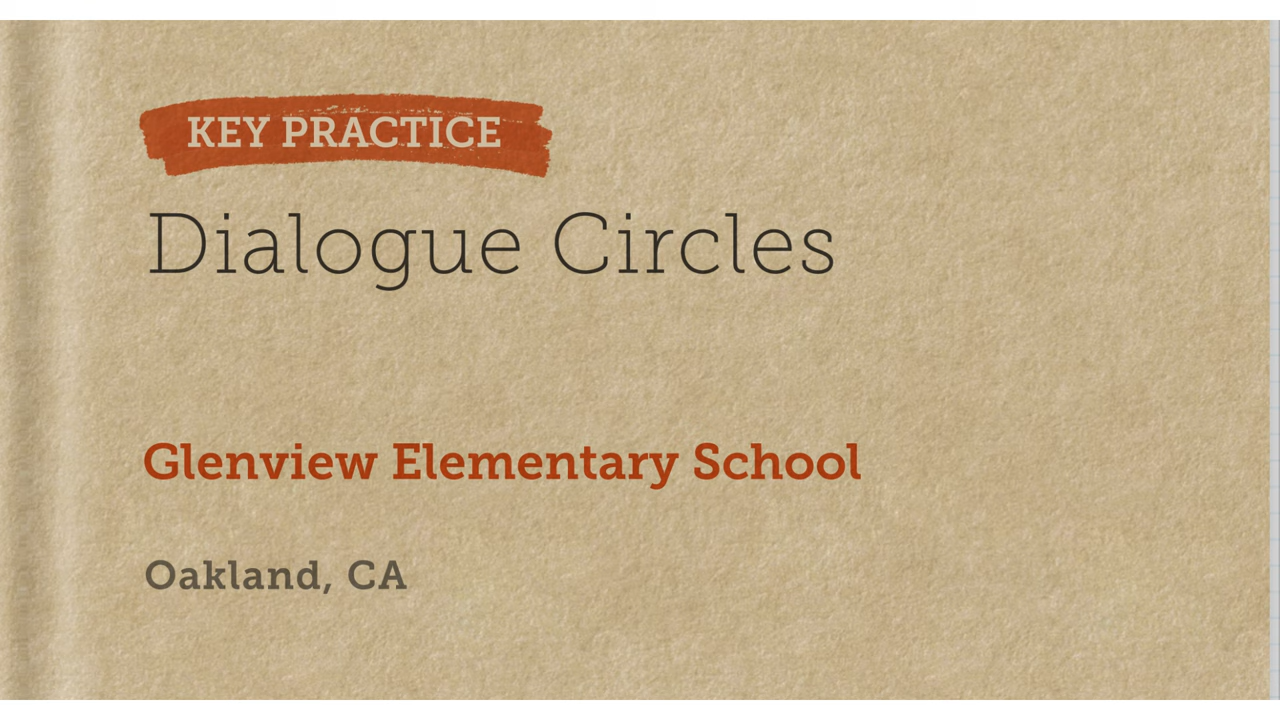 KEY PRACTICE
Dialogue Circles
Glenview Elementary School
Oakland, CA